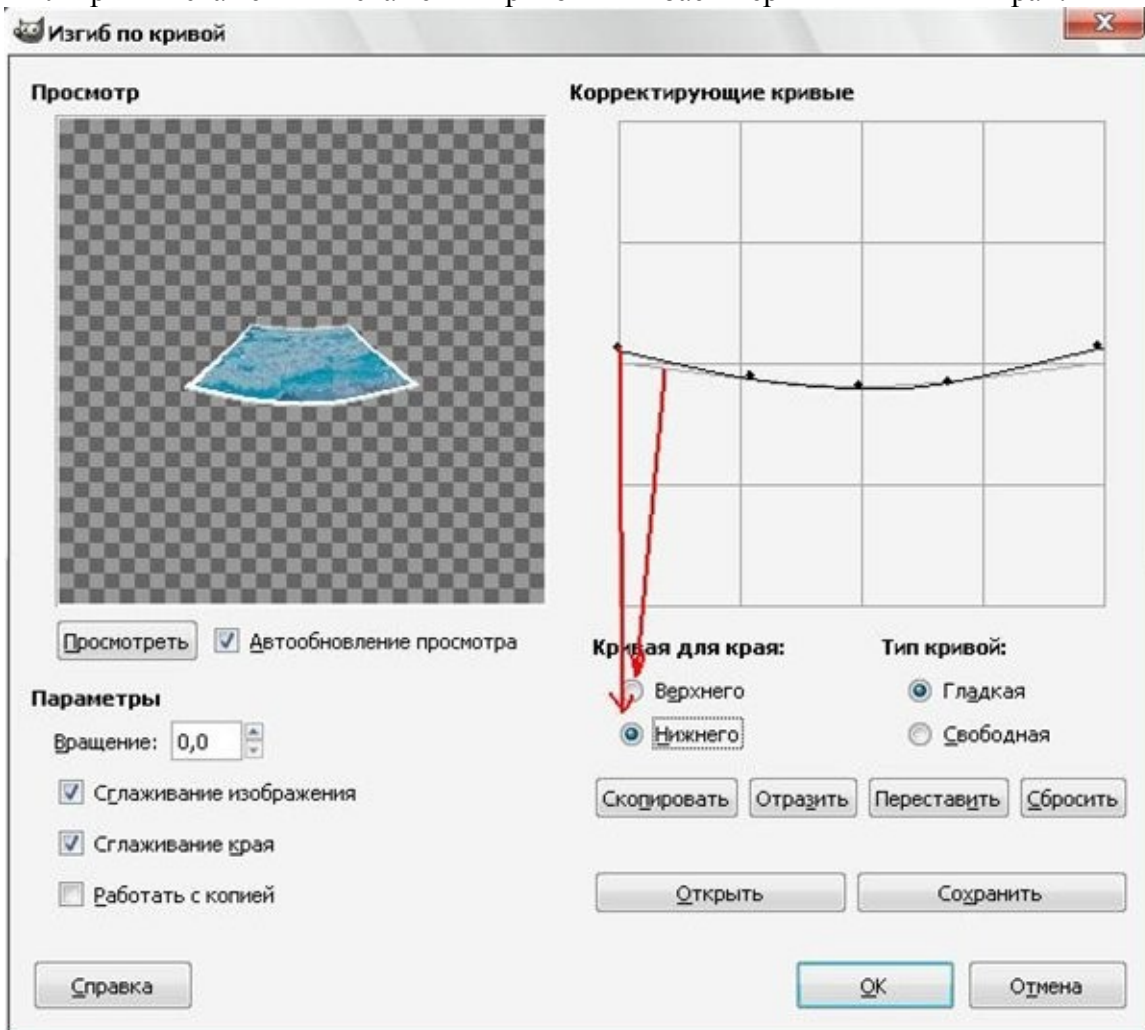 Изгиб по кривой
Просмотр
Корректирующие кривые
Просмотреть
Автообновление просмотра
Параметры
Вращение: 0,0
Сглаживание изображения
Сглаживание края
Работать с копией
Кривая для края:
Верхнего
Нижнего
Тип кривой:
Гладкая
Свободная
Скопировать Отразить Переставить Сбросить
Открыть Сохранить
Справка
OK Отмена